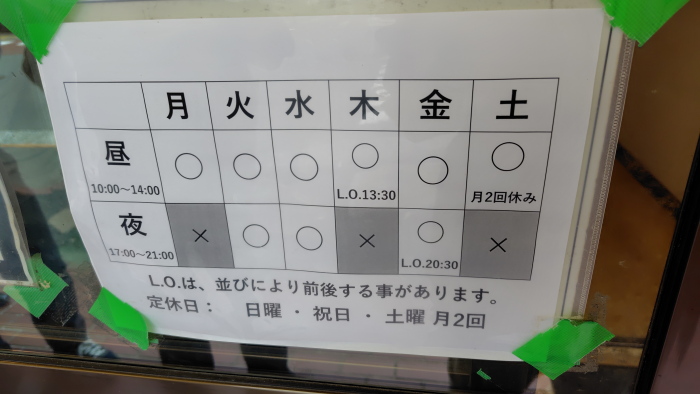 月 火 水 木 金 土
昼 ○ ○ ○ ○ ○ ○
10:00～14:00 L.O.13:30 月2回休み
夜 × ○ ○ × ○ ×
17:00～21:00 L.O.20:30
L.O.は、並びにより前後する事があります。
定休日： 日曜 ・ 祝日 ・ 土曜 月2回